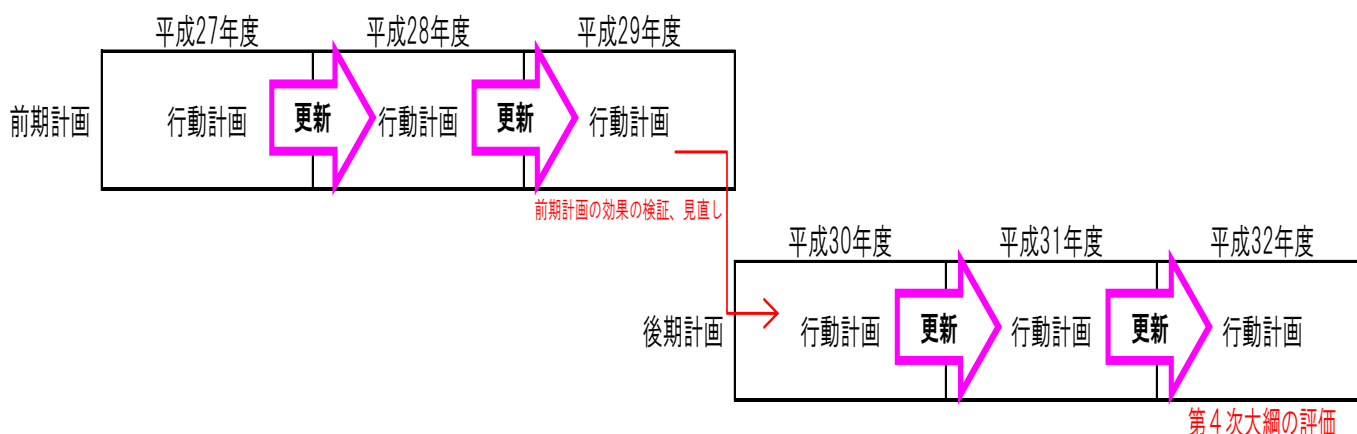 平成27年度 平成28年度 平成29年度
前期計画 行動計画 更新 行動計画 更新 行動計画
前期計画の効果の検証、見直し
平成30年度 平成31年度 平成32年度
後期計画 行動計画 更新 行動計画 更新 行動計画
第4次大綱の評価